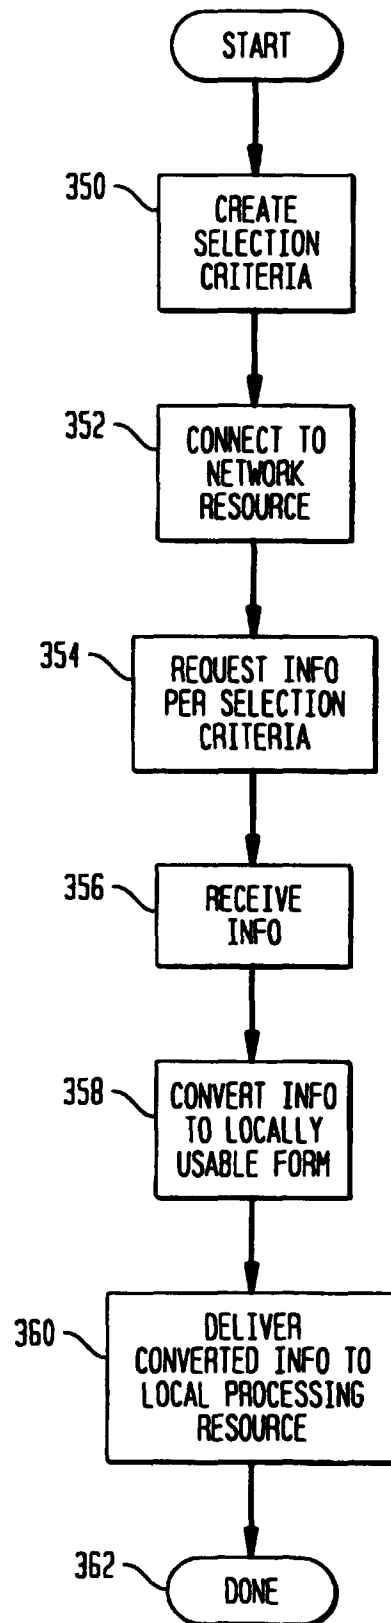 START
350
CREATE
SELECTION
CRITERIA
352
CONNECT TO
NETWORK
RESOURCE
354
REQUEST INFO
PER SELECTION
CRITERIA
356
RECEIVE
INFO
358
CONVERT INFO
TO LOCALLY
USABLE FORM
360
DELIVER
CONVERTED INFO TO
LOCAL PROCESSING
RESOURCE
362
DONE